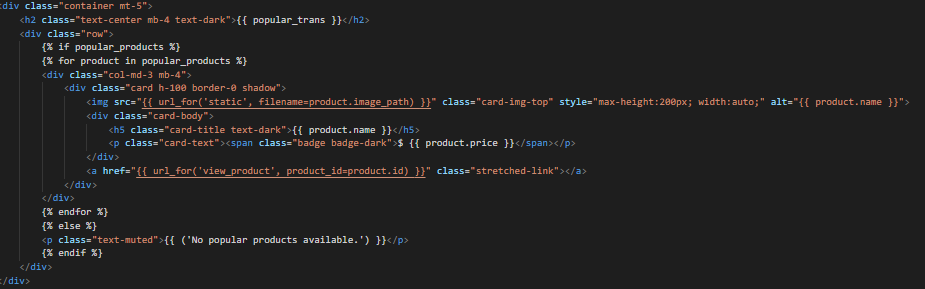 <div class="container mt-5">
<h2 class="text-center mb-4 text-dark">{{ popular_trans }}</h2>
<div class="row">
{% if popular_products %}
{% for product in popular_products %}
<div class="col-md-3 mb-4">
<div class="card h-100 border-0 shadow">
<img src="{{ url_for('static', filename=product.image_path) }}" class="card-img-top" style="max-height:200px; width:auto;" alt="{{ product.name }}">
<div class="card-body">
<h5 class="card-title text-dark">{{ product.name }}</h5>
<p class="card-text"><span class="badge badge-dark">$ {{ product.price }}</span></p>
</div>
<a href="{{ url_for('view_product', product_id=product.id) }}" class="stretched-link"></a>
</div>
</div>
{% endfor %}
{% else %}
<p class="text-muted">{{ ('No popular products available.') }}</p>
{% endif %}
</div>
</div>